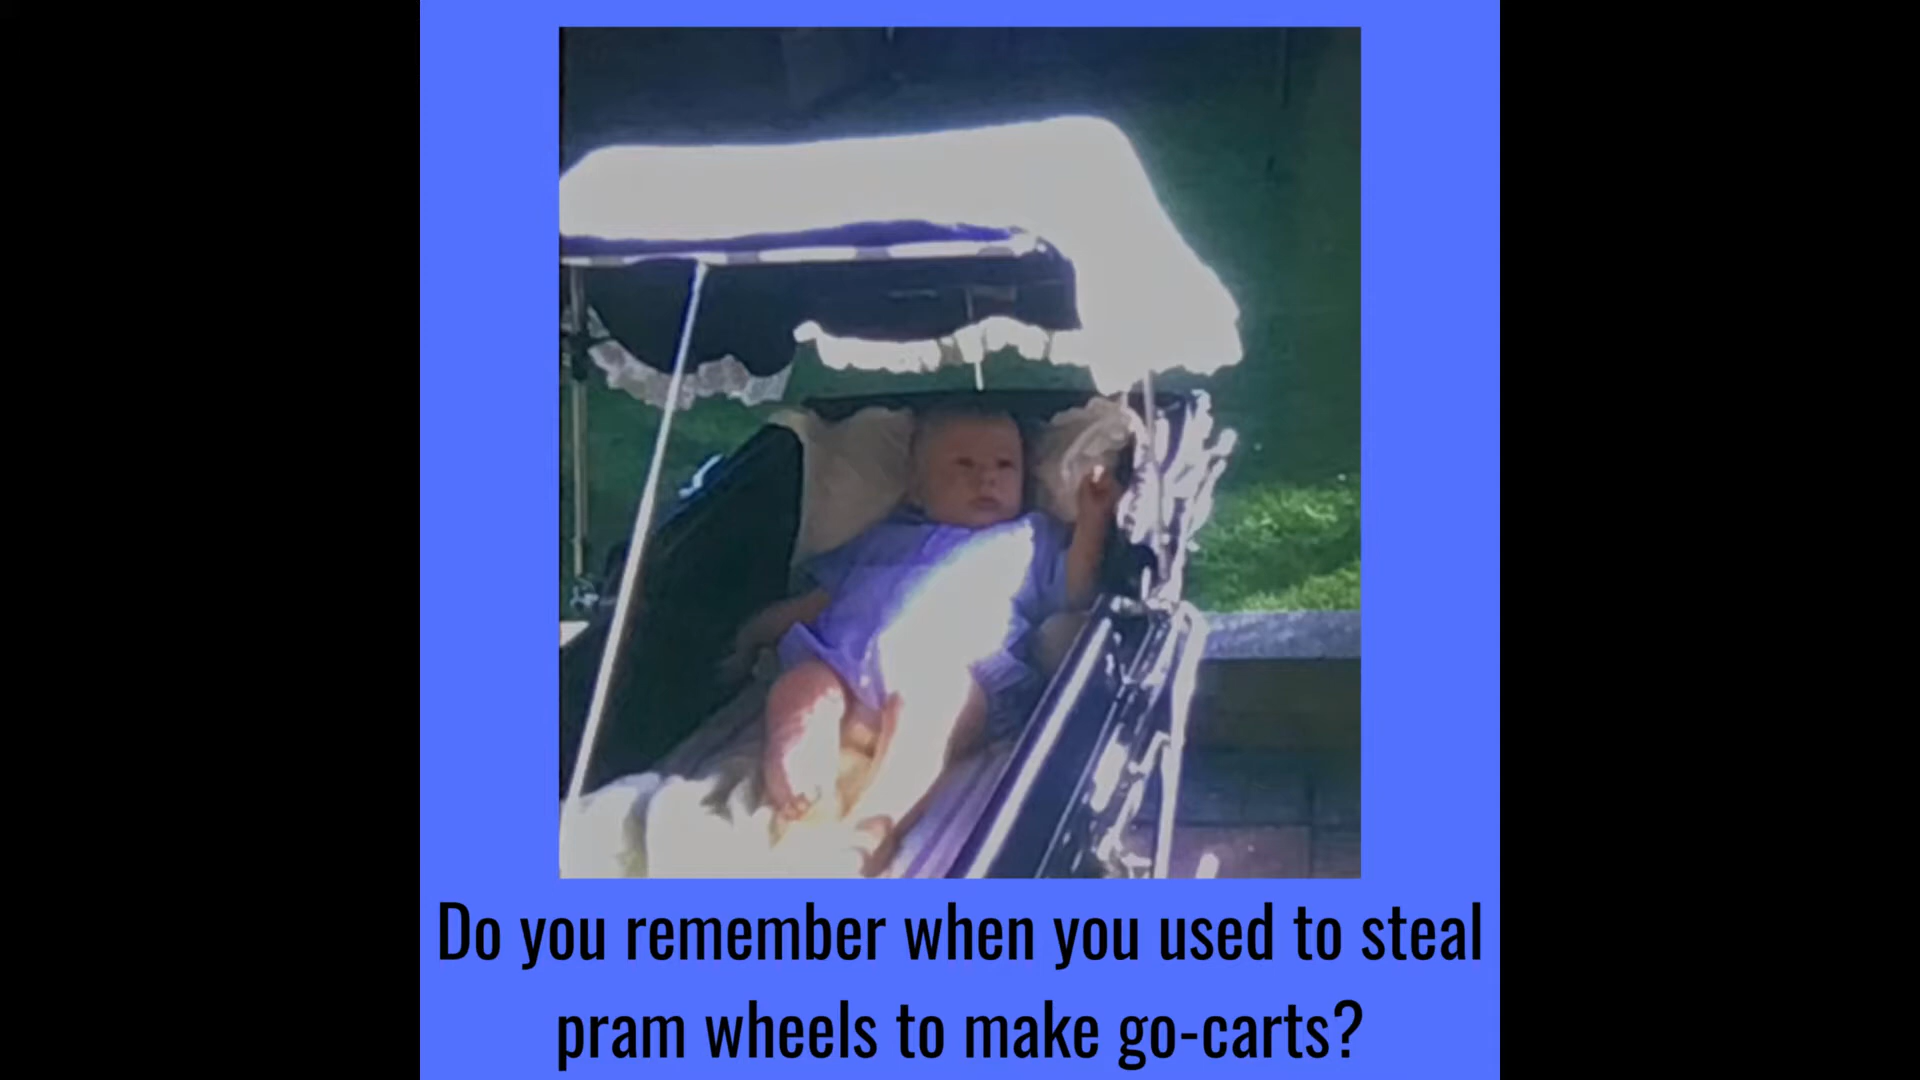 Do you remember when you used to steal
pram wheels to make go-carts?